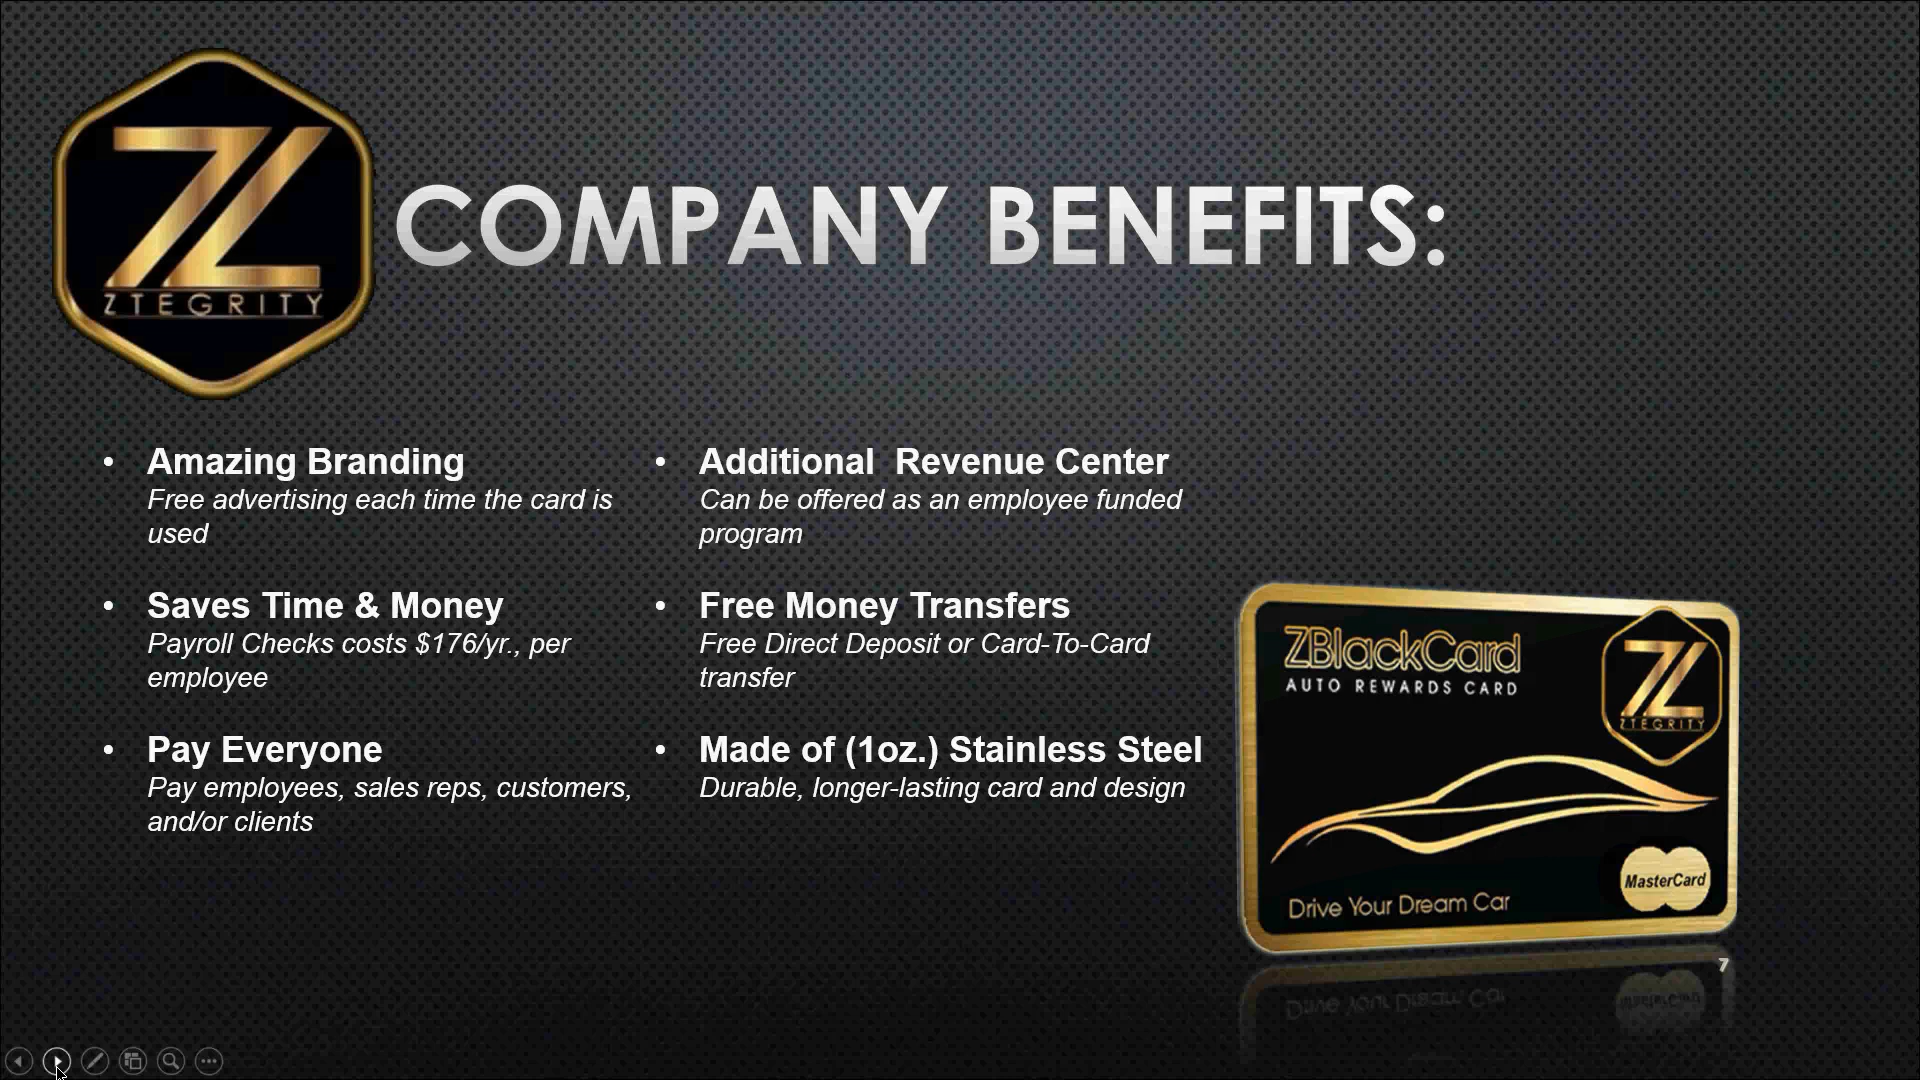 ZTEGRITY
COMPANY BENEFITS:
• Amazing Branding
Free advertising each time the card is
used
• Saves Time & Money
Payroll Checks costs $176/yr., per
employee
• Pay Everyone
Pay employees, sales reps, customers,
and/or clients
• Additional  Revenue Center
Can be offered as an employee funded
program
• Free Money Transfers
Free Direct Deposit or Card-To-Card
transfer
• Made of (1oz.) Stainless Steel
Durable, longer-lasting card and design
ZBlackCard
AUTO REWARDS CARD
ZTEGRITY
MasterCard
Drive Your Dream Car
7